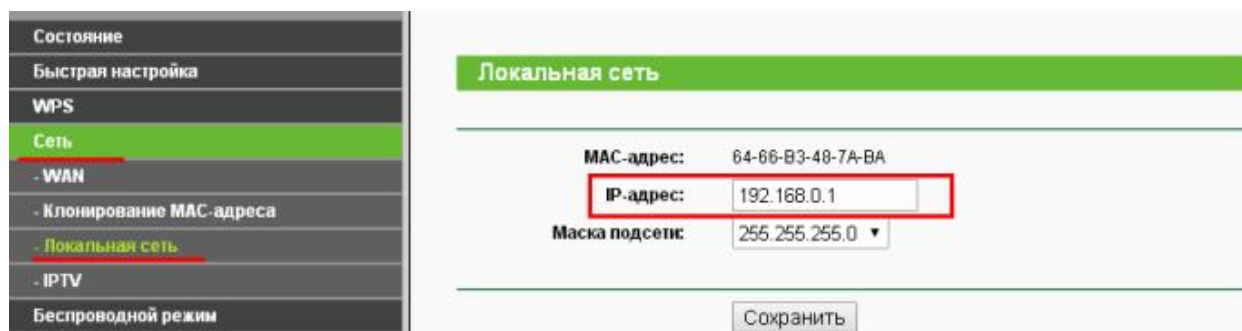 Состояние
Быстрая настройка
WPS
Сеть
- WAN
- Клонирование MAC-адреса
- Локальная сеть
- IPTV
Беспроводной режим
Локальная сеть
MAC-адрес: 64-66-B3-48-7A-BA
IP-адрес: 192.168.0.1
Маска подсети: 255.255.255.0
Сохранить